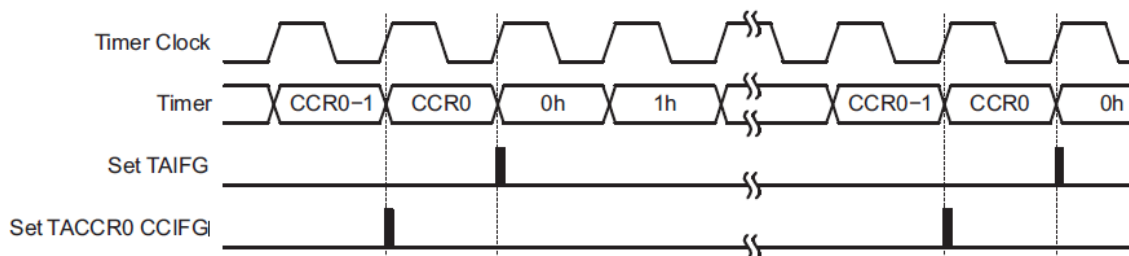 Timer Clock
Timer CCR0−1 CCR0 0h 1h CCR0−1 CCR0 0h
Set TAIFG
Set TACCR0 CCIFG